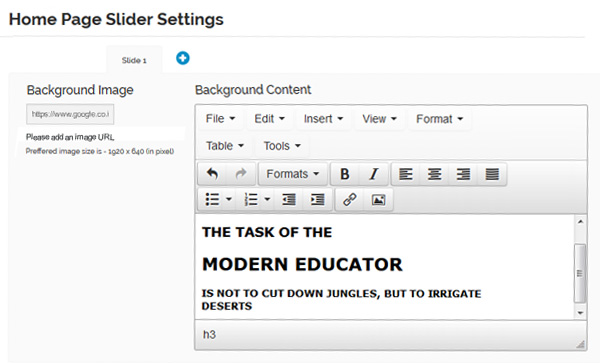 Home Page Slider Settings
Slide 1
Background Image
https://www.google.co.i
Please add an image URL
Preffered image size is - 1920 x 640 (in pixel)
Background Content
File Edit Insert View Format
Table Tools
Formats B I
THE TASK OF THE
MODERN EDUCATOR
IS NOT TO CUT DOWN JUNGLES, BUT TO IRRIGATE
DESERTS
h3